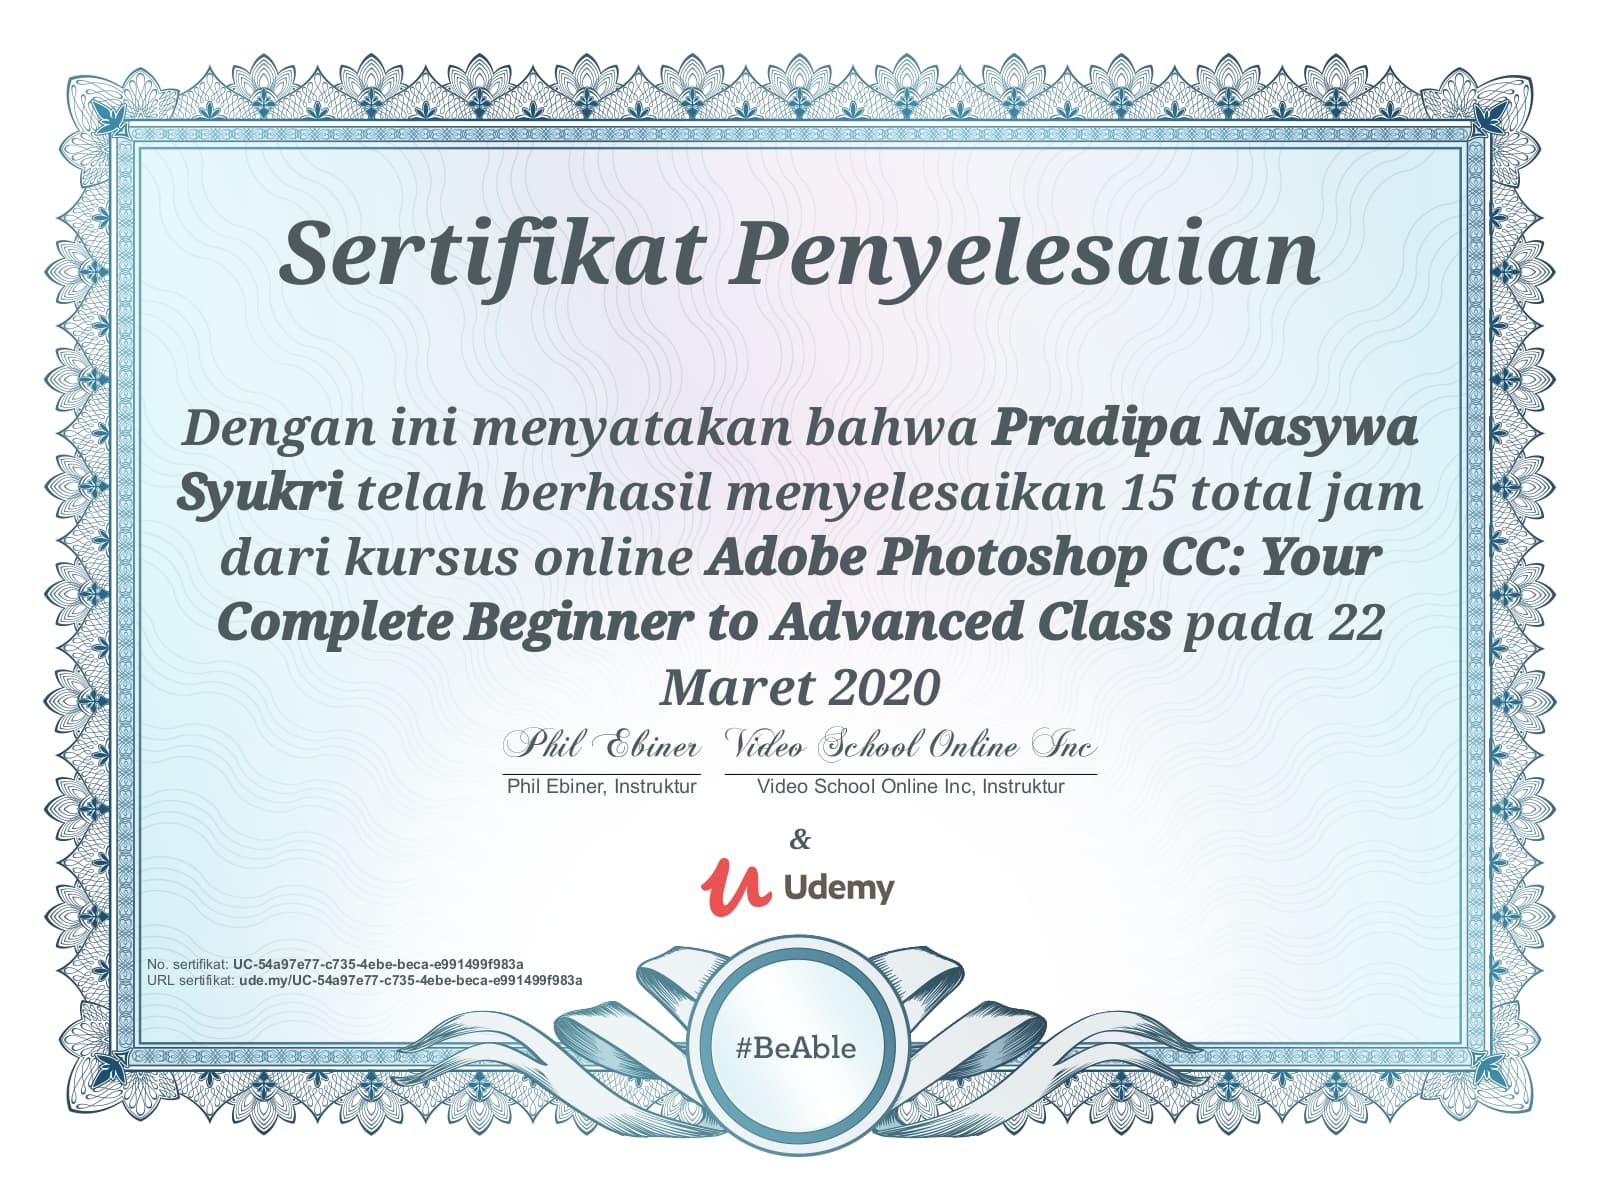 Sertifikat Penyelesaian
Dengan ini menyatakan bahwa Pradipa Nasywa
Syukri telah berhasil menyelesaikan 15 total jam
dari kursus online Adobe Photoshop CC: Your
Complete Beginner to Advanced Class pada 22
Maret 2020
Phil Ebiner Video School Online Inc
Phil Ebiner, Instruktur Video School Online Inc, Instruktur
&
Udemy
No. sertifikat: UC-54a97e77-c735-4ebe-beca-e991499f983a
URL sertifikat: ude.my/UC-54a97e77-c735-4ebe-beca-e991499f983a
#BeAble